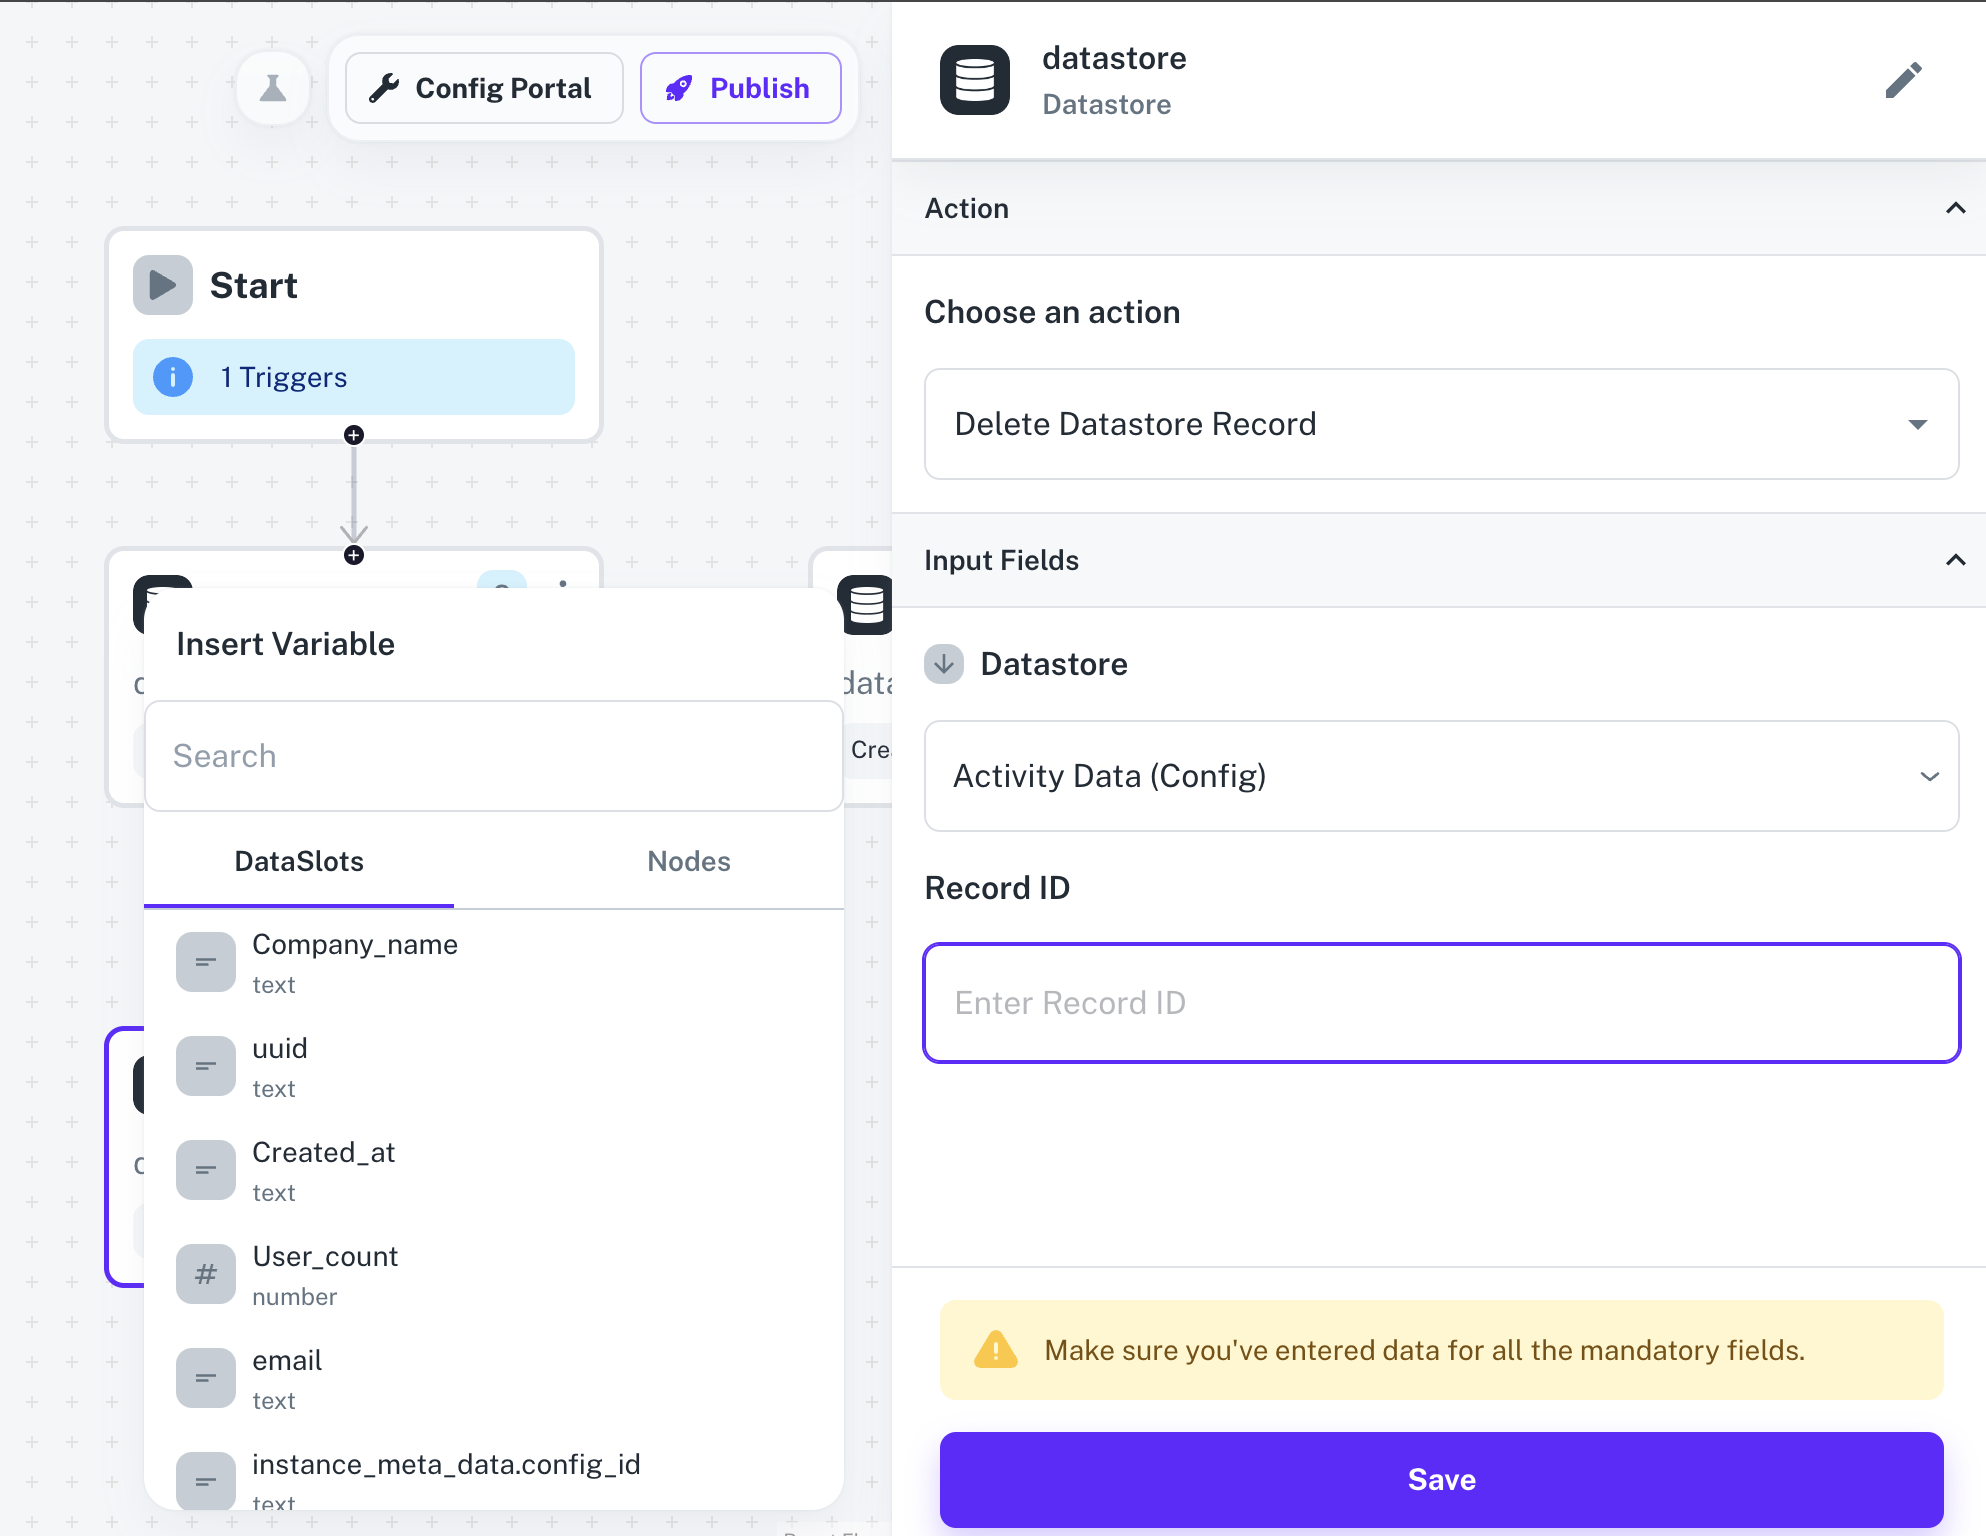 Config Portal
Publish
Start
1 Triggers
Insert Variable
Search
DataSlots
Nodes
Company_name
text
uuid
text
Created_at
text
User_count
number
email
text
instance_meta_data.config_id
text
datastore
Datastore
Action
Choose an action
Delete Datastore Record
Input Fields
Datastore
Activity Data (Config)
Record ID
Enter Record ID
Make sure you've entered data for all the mandatory fields.
Save